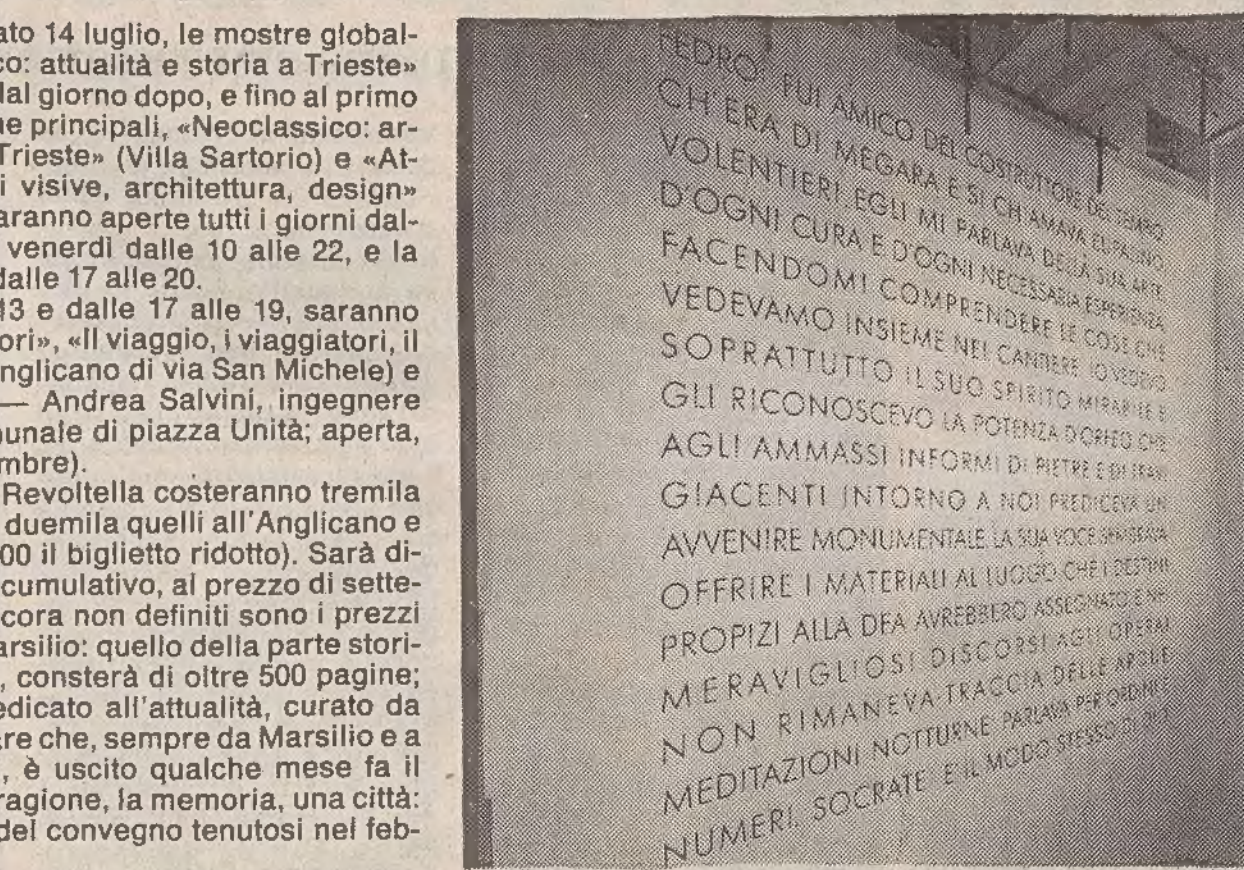 ato 14 luglio, le mostre global-
co: attualità e storia a Trieste»
dal giorno dopo, e fino al primo
ne principali, «Neoclassico: ar-
Trieste» (Villa Sartorio) e «At-
i visive, architettura, design»
aranno aperte tutti i giorni dal-
venerdì dalle 10 alle 22, e la
dalle 17 alle 20.
13 e dalle 17 alle 19, saranno
ori», «Il viaggio, i viaggiatori, il
nglicano di via San Michele) e
— Andrea Salvini, ingegnere
unale di piazza Unità; aperta,
mbre).
Revoltella costeranno tremila
duemila quelli all'Anglicano e
00 il biglietto ridotto). Sarà di-
cumulativo, al prezzo di sette-
cora non definiti sono i prezzi
arsilio: quello della parte stori-
, consterà di oltre 500 pagine;
edicato all'attualità, curato da
re che, sempre da Marsilio e a
, è uscito qualche mese fa il
ragione, la memoria, una città:
del convegno tenutosi nel feb-
FEDRO: FUI AMICO DEL COSTRUTTORE DEL TEMPIO
CH'ERA DI MEGARA E SI CHIAMAVA EUPALINO
VOLENTIERI EGLI MI PARLAVA DELLA SUA ARTE
D'OGNI CURA E D'OGNI NECESSARIA ESPERIENZA
FACENDOMI COMPRENDERE LE COSE CHE
VEDEVAMO INSIEME NEL CANTIERE IO VEDEVO
SOPRATTUTTO IL SUO SPIRITO MIRABILE E
GLI RICONOSCEVO LA POTENZA D'ORFEO CHE
AGLI AMMASSI INFORMI DI PIETRE E DI TRAVI
GIACENTI INTORNO A NOI PREDICEVA UN
AVVENIRE MONUMENTALE. LA SUA VOCE SEMBRAVA
OFFRIRE I MATERIALI AL LUOGO CHE I DESTINI
PROPIZI ALLA DEA AVREBBERO ASSEGNATO E NEI
MERAVIGLIOSI DISCORSI AGLI OPERAI
NON RIMANEVA TRACCIA DELLE ARDUE
MEDITAZIONI NOTTURNE: PARLAVA PER ORDINI E
NUMERI. SOCRATE: E IL MODO STESSO DI DIO